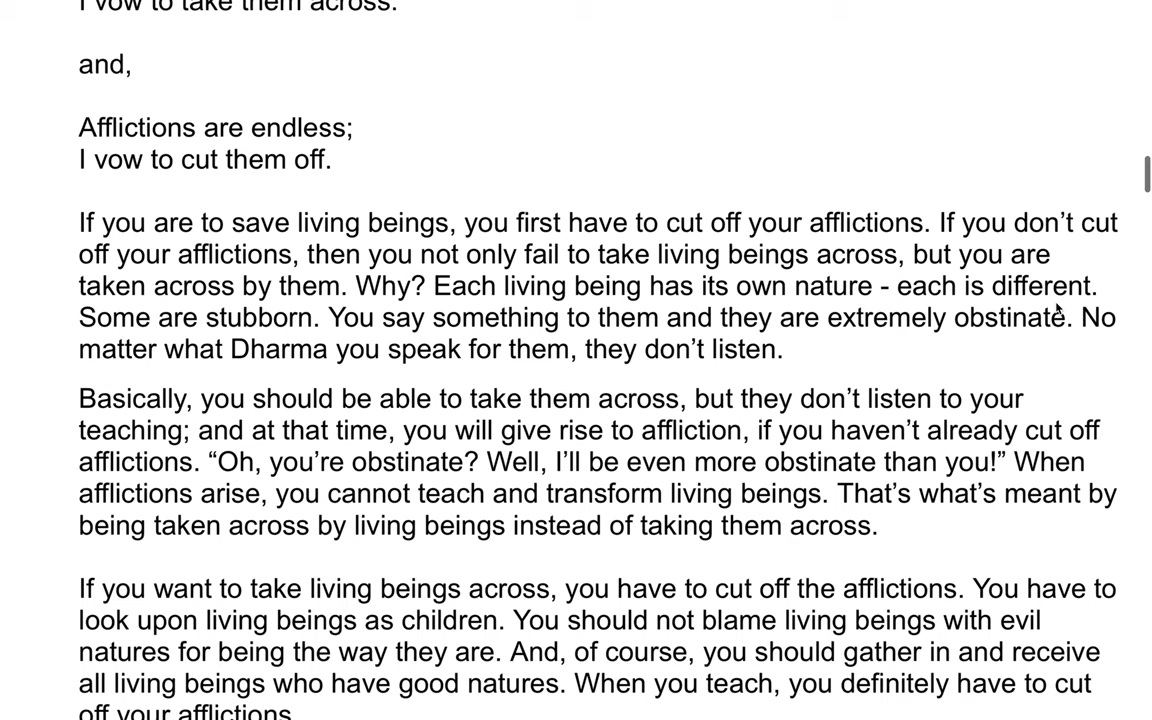 I vow to take them across.
and,
Afflictions are endless;
I vow to cut them off.
If you are to save living beings, you first have to cut off your afflictions. If you don’t cut
off your afflictions, then you not only fail to take living beings across, but you are
taken across by them. Why? Each living being has its own nature - each is different.
Some are stubborn. You say something to them and they are extremely obstinate. No
matter what Dharma you speak for them, they don’t listen.
Basically, you should be able to take them across, but they don’t listen to your
teaching; and at that time, you will give rise to affliction, if you haven’t already cut off
afflictions. “Oh, you’re obstinate? Well, I’ll be even more obstinate than you!” When
afflictions arise, you cannot teach and transform living beings. That’s what’s meant by
being taken across by living beings instead of taking them across.
If you want to take living beings across, you have to cut off the afflictions. You have to
look upon living beings as children. You should not blame living beings with evil
natures for being the way they are. And, of course, you should gather in and receive
all living beings who have good natures. When you teach, you definitely have to cut
off your afflictions.